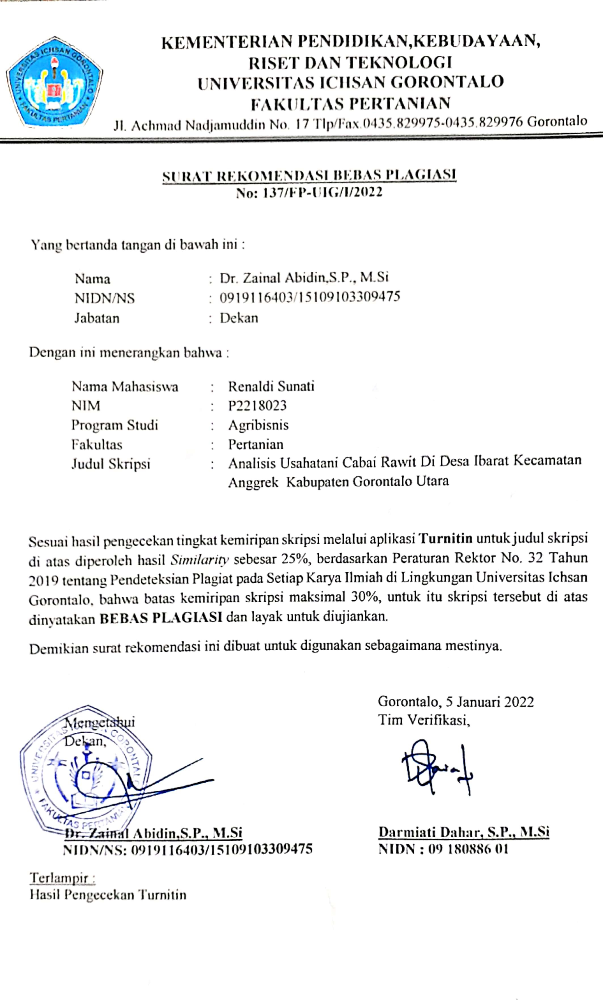 KEMENTERIAN PENDIDIKAN,KEBUDAYAAN,
RISET DAN TEKNOLOGI
UNIVERSITAS ICHSAN GORONTALO
FAKULTAS PERTANIAN
Jl. Achmad Nadjamuddin No. 17 Tlp/Fax.0435.829975-0435.829976 Gorontalo
UNIVERSITAS ICHSAN GORONTALO
FAKULTAS PERTANIAN
SURAT REKOMENDASI BEBAS PLAGIASI
No: 137/FP-UIG/I/2022
Yang bertanda tangan di bawah ini :
Nama : Dr. Zainal Abidin,S.P., M.Si
NIDN/NS : 0919116403/15109103309475
Jabatan : Dekan
Dengan ini menerangkan bahwa :
Nama Mahasiswa : Renaldi Sunati
NIM : P2218023
Program Studi : Agribisnis
Fakultas : Pertanian
Judul Skripsi : Analisis Usahatani Cabai Rawit Di Desa Ibarat Kecamatan
Anggrek Kabupaten Gorontalo Utara
Sesuai hasil pengecekan tingkat kemiripan skripsi melalui aplikasi Turnitin untuk judul skripsi
di atas diperoleh hasil Similarity sebesar 25%, berdasarkan Peraturan Rektor No. 32 Tahun
2019 tentang Pendeteksian Plagiat pada Setiap Karya Ilmiah di Lingkungan Universitas Ichsan
Gorontalo, bahwa batas kemiripan skripsi maksimal 30%, untuk itu skripsi tersebut di atas
dinyatakan BEBAS PLAGIASI dan layak untuk diujiankan.
Demikian surat rekomendasi ini dibuat untuk digunakan sebagaimana mestinya.
Gorontalo, 5 Januari 2022
Tim Verifikasi,
Mengetahui
Dekan,
UNIVERSITAS GORONTALO
FAKULTAS PERTANIAN
Dr. Zainal Abidin,S.P., M.Si
NIDN/NS: 0919116403/15109103309475
Darmiati Dahar, S.P., M.Si
NIDN : 09 180886 01
Terlampir :
Hasil Pengecekan Turnitin